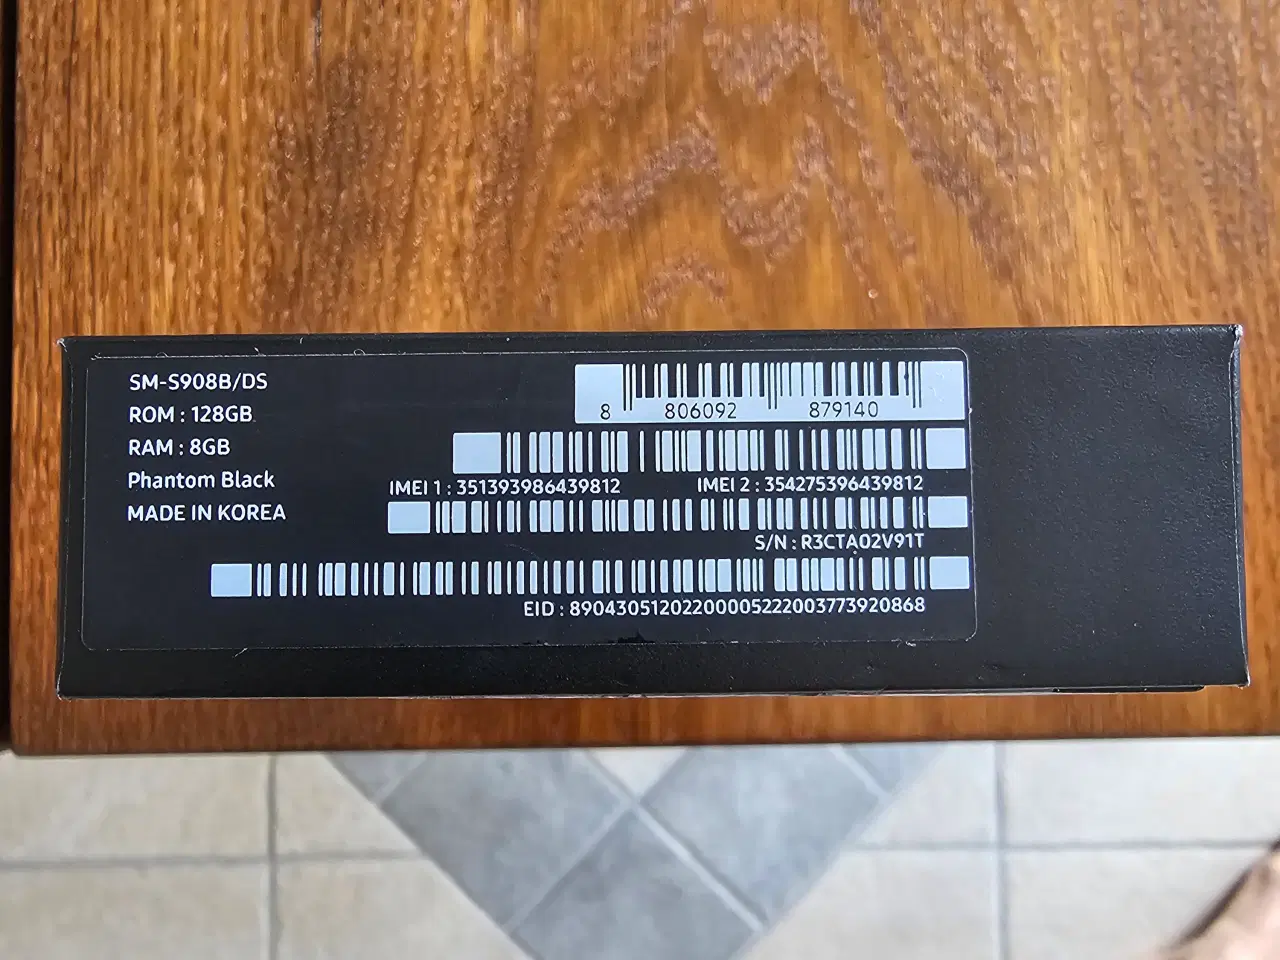 SM-S908B/DS
ROM : 128GB
RAM : 8GB
Phantom Black
MADE IN KOREA
8 806092 879140
IMEI 1 : 351393986439812 IMEI 2 : 354275396439812
S/N : R3CTA02V91T
EID : 89043051202200005222003773920868